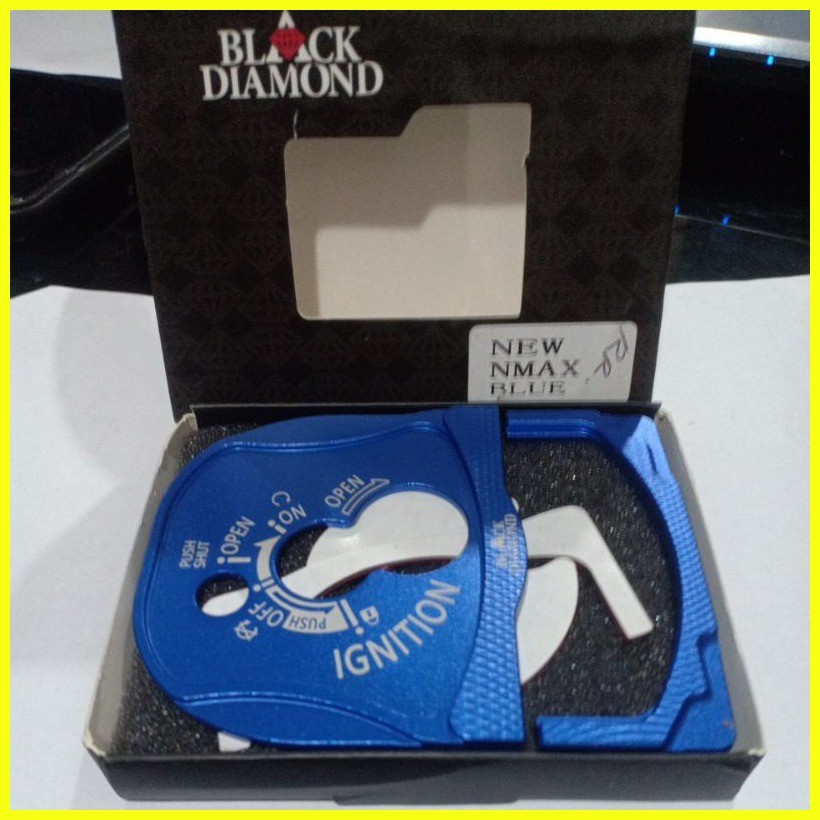 BLACK
DIAMOND
NEW
NMAX
BLUE
OPEN
ON
OPEN
PUSH
SHUT
OFF
PUSH
IGNITION
BLACK
DIAMOND